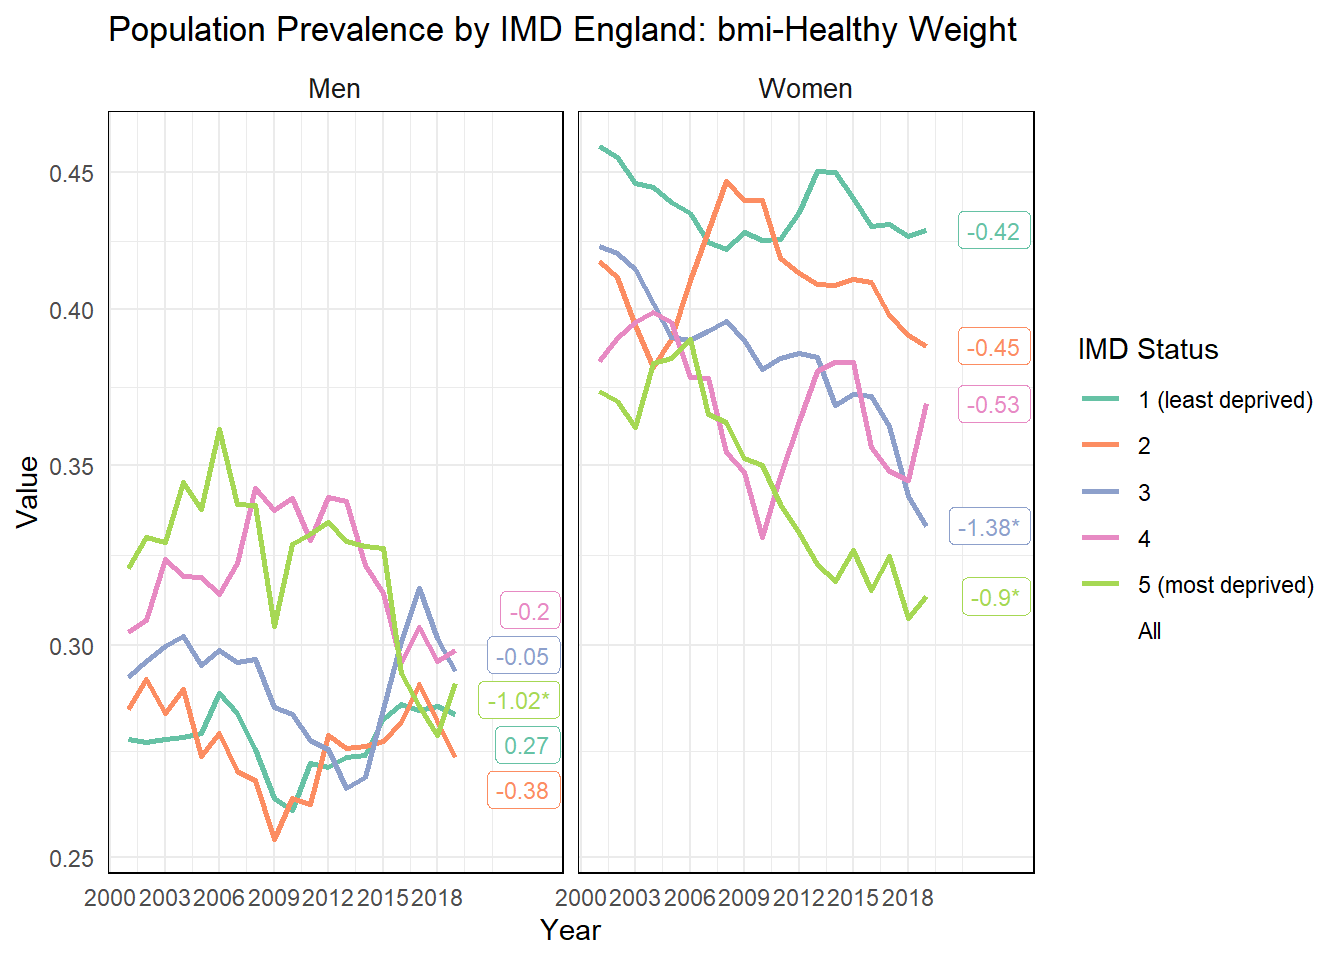 Population Prevalence by IMD England: bmi-Healthy Weight
Men
Women
Value
0.45
0.40
0.35
0.30
0.25
-0.2
-0.05
-1.02*
0.27
-0.38
-0.42
-0.45
-0.53
-1.38*
-0.9*
2000 2003 2006 2009 2012 2015 2018
2000 2003 2006 2009 2012 2015 2018
Year
IMD Status
1 (least deprived)
2
3
4
5 (most deprived)
All